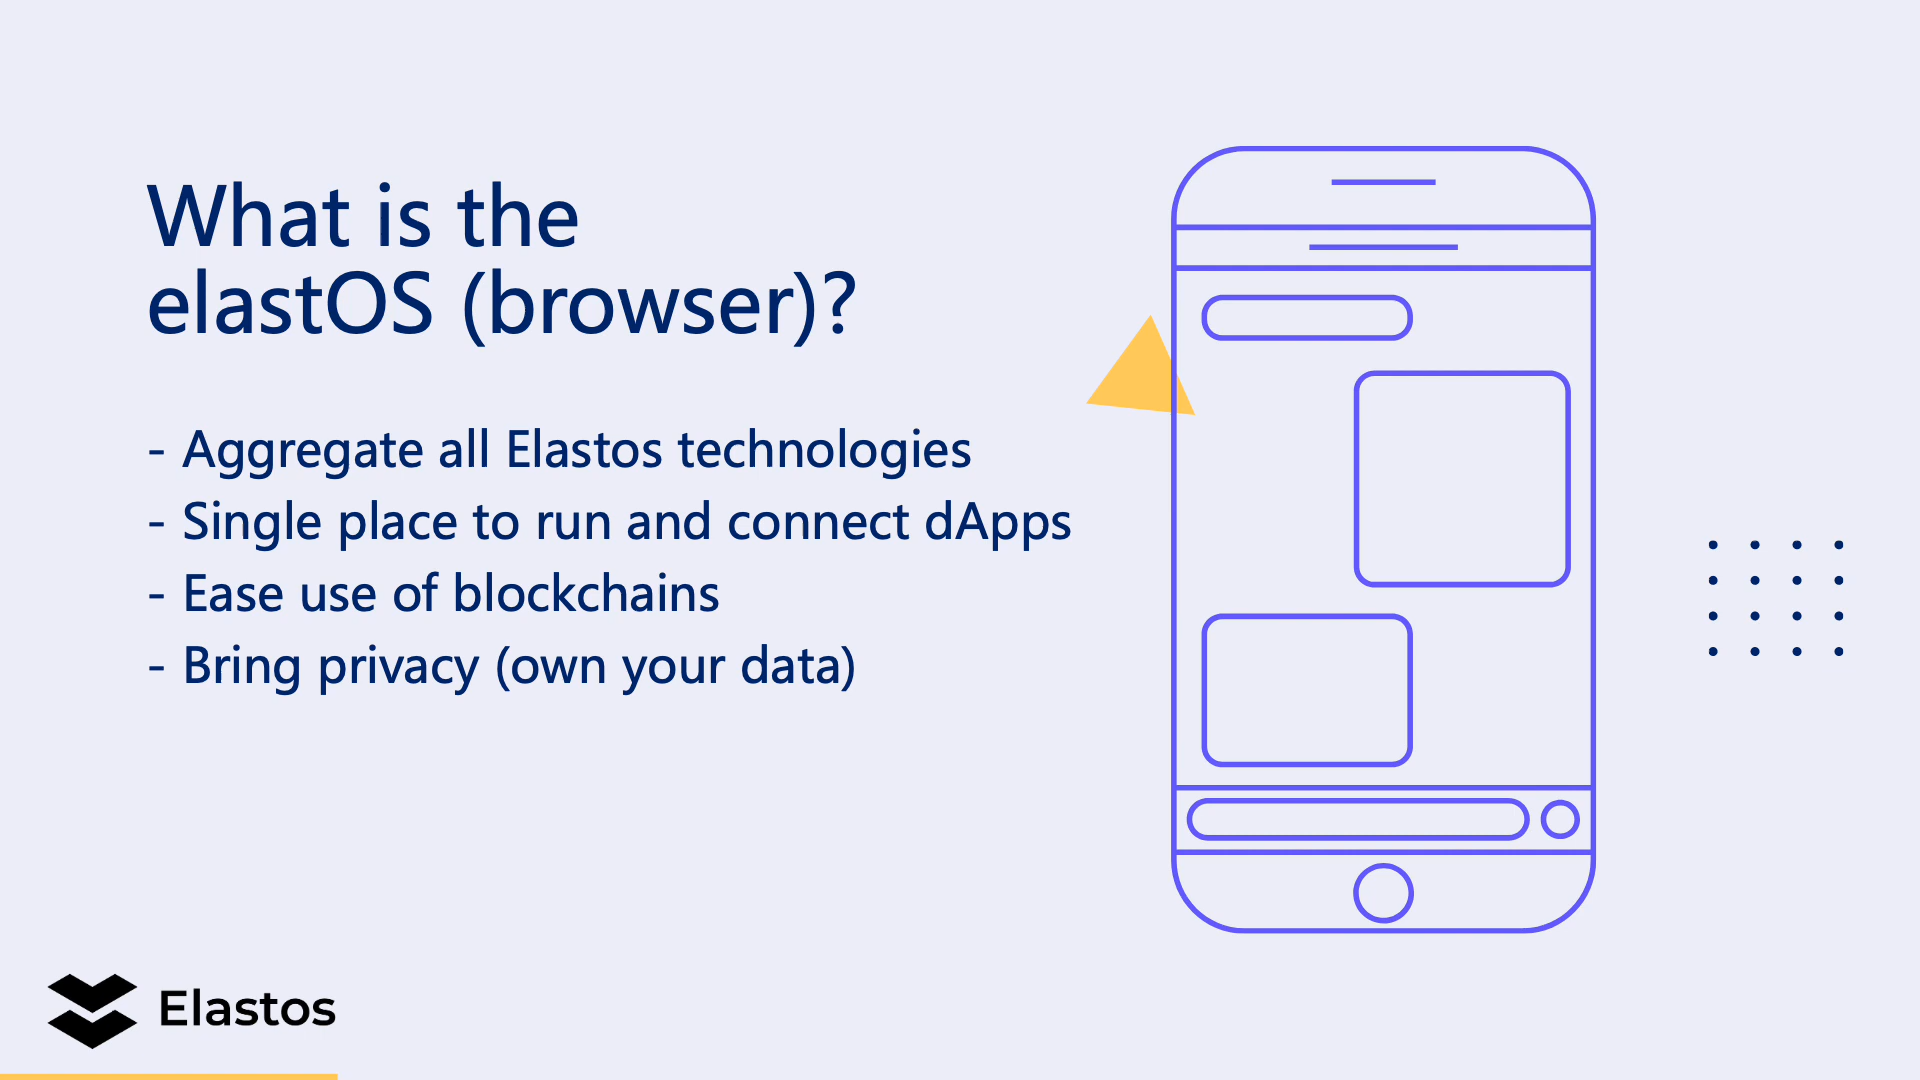 What is the
elastOS (browser)?
- Aggregate all Elastos technologies
- Single place to run and connect dApps
- Ease use of blockchains
- Bring privacy (own your data)
Elastos